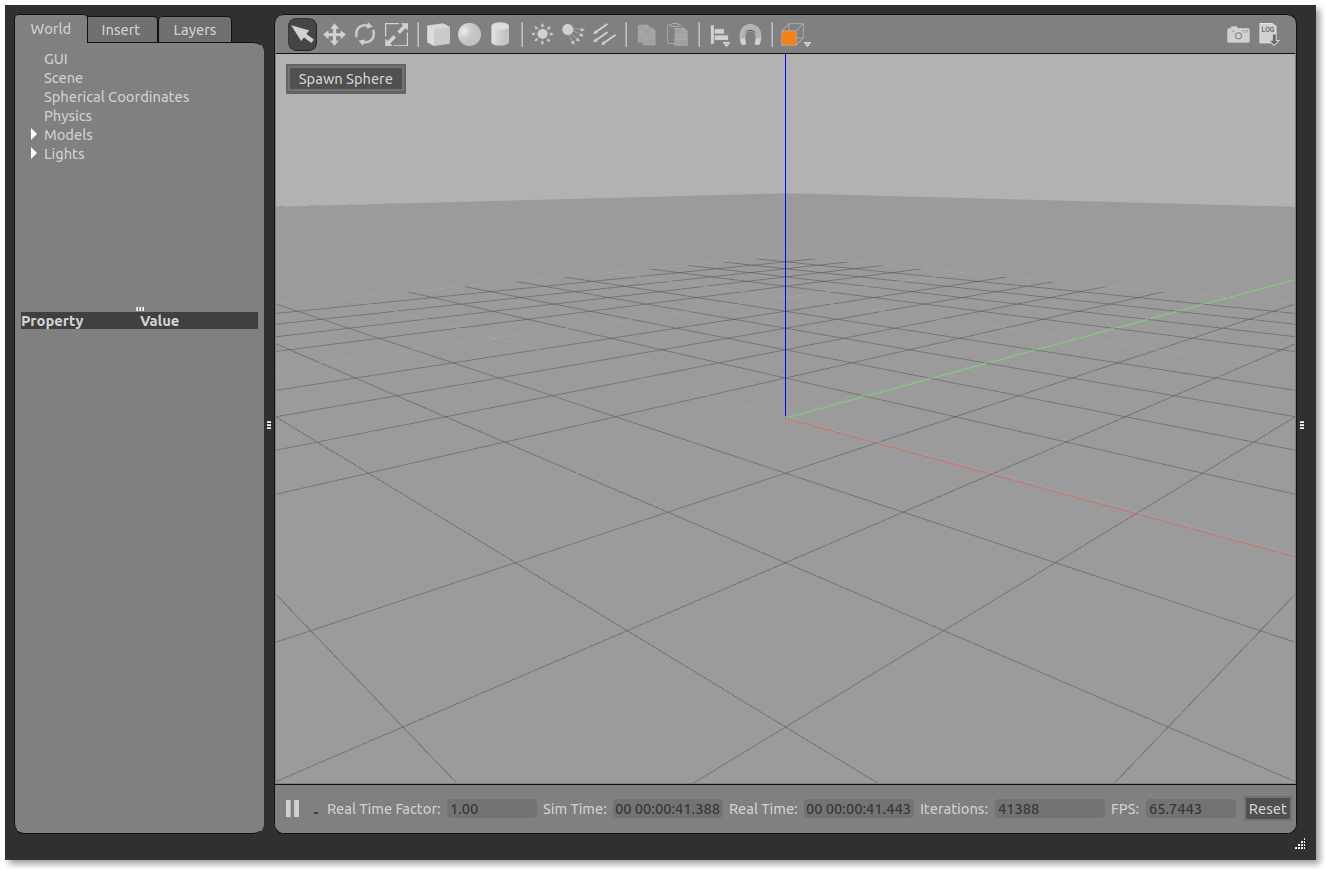 World Insert Layers
LOG
GUI
Scene
Spherical Coordinates
Physics
Models
Lights
Property Value
Spawn Sphere
Real Time Factor: 1.00 Sim Time: 00 00:00:41.388 Real Time: 00 00:00:41.443 Iterations: 41388 FPS: 65.7443 Reset